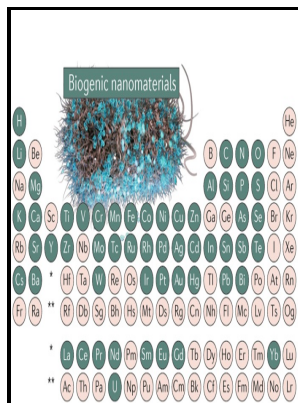 Biogenic nanomaterials
H He
Li Be B C N O F Ne
Na Mg Al Si P S Cl Ar
K Ca Sc Ti V Cr Mn Fe Co Ni Cu Zn Ga Ge As Se Br Kr
Rb Sr Y Zr Nb Mo Tc Ru Rh Pd Ag Cd In Sn Sb Te I Xe
Cs Ba * Hf Ta W Re Os Ir Pt Au Hg Tl Pb Bi Po At Rn
Fr Ra ** Rf Db Sg Bh Hs Mt Ds Rg Cn Nh Fl Mc Lv Ts Og
* La Ce Pr Nd Pm Sm Eu Gd Tb Dy Ho Er Tm Yb Lu
** Ac Th Pa U Np Pu Am Cm Bk Cf Es Fm Md No Lr